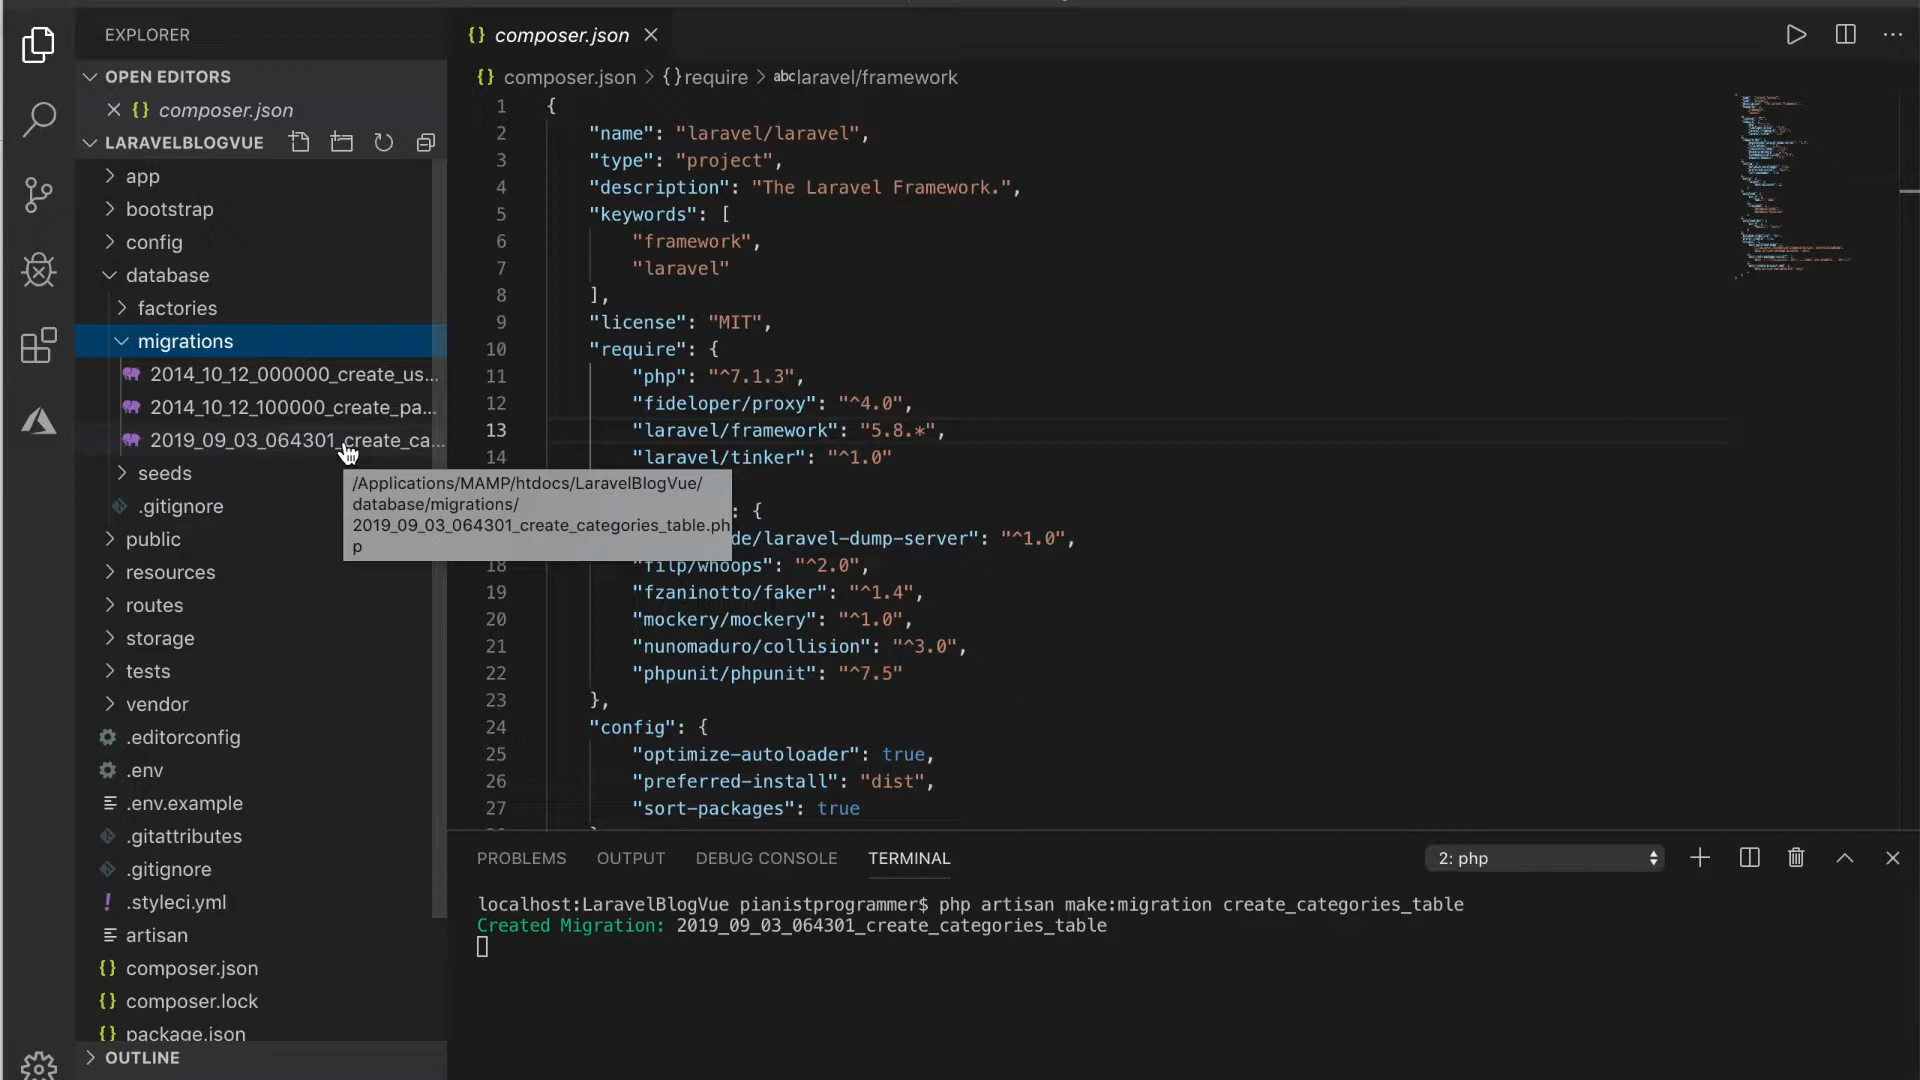 EXPLORER
OPEN EDITORS
composer.json
LARAVELBLOGVUE
app
bootstrap
config
database
factories
migrations
2014_10_12_000000_create_us...
2014_10_12_100000_create_pa...
2019_09_03_064301_create_ca...
seeds
.gitignore
public
resources
routes
storage
tests
vendor
.editorconfig
.env
.env.example
.gitattributes
.gitignore
.styleci.yml
artisan
composer.json
composer.lock
package.json
OUTLINE
/Applications/MAMP/htdocs/LaravelBlogVue/
database/migrations/
2019_09_03_064301_create_categories_table.ph
p
{} composer.json
{} composer.json > {} require > abc laravel/framework
1 {
2 "name": "laravel/laravel",
3 "type": "project",
4 "description": "The Laravel Framework.",
5 "keywords": [
6 "framework",
7 "laravel"
8 ],
9 "license": "MIT",
10 "require": {
11 "php": "^7.1.3",
12 "fideloper/proxy": "^4.0",
13 "laravel/framework": "5.8.*",
14 "laravel/tinker": "^1.0"
: {
de/laravel-dump-server": "^1.0",
18 "filp/whoops": "^2.0",
19 "fzaninotto/faker": "^1.4",
20 "mockery/mockery": "^1.0",
21 "nunomaduro/collision": "^3.0",
22 "phpunit/phpunit": "^7.5"
23 },
24 "config": {
25 "optimize-autoloader": true,
26 "preferred-install": "dist",
27 "sort-packages": true
PROBLEMS OUTPUT DEBUG CONSOLE TERMINAL 2: php
localhost:LaravelBlogVue pianistprogrammer$ php artisan make:migration create_categories_table
Created Migration: 2019_09_03_064301_create_categories_table